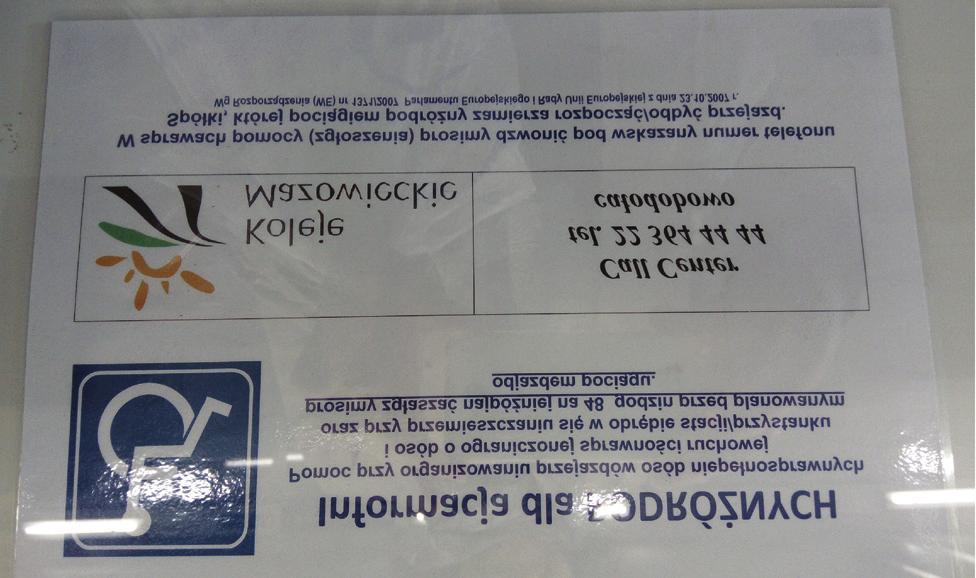 Informacja dla PODRÓŻNYCH
Pomoc przy organizowaniu przejazdów osób niepełnosprawnych
i osób o ograniczonej sprawności ruchowej
oraz przy przemieszczaniu się w obrębie stacji/przystanku
prosimy zgłaszać najpóźniej na 48 godzin przed planowanym
odjazdem pociągu.
Koleje
Mazowieckie
Call Center
tel. 22 364 44 44
całodobowo
W sprawach pomocy (zgłoszenia) prosimy dzwonić pod wskazany numer telefonu
Spółki, której pociągiem podróżny zamierza rozpocząć/odbyć przejazd.
Wg Rozporządzenia (WE) nr 1371/2007 Parlamentu Europejskiego i Rady Unii Europejskiej z dnia 23.10.2007 r.